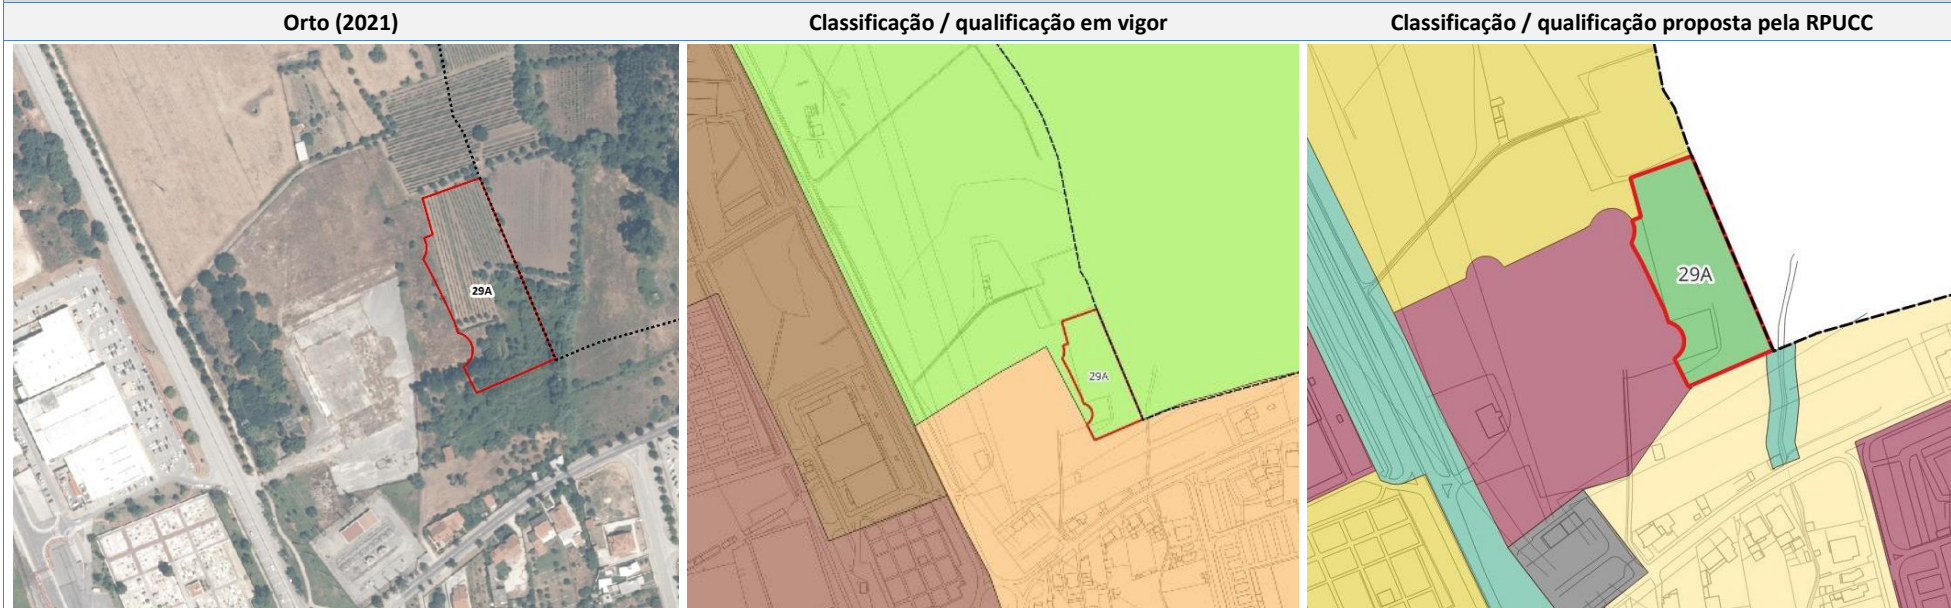 Orto (2021)
Classificação / qualificação em vigor
Classificação / qualificação proposta pela RPUCC
29A
29A
29A